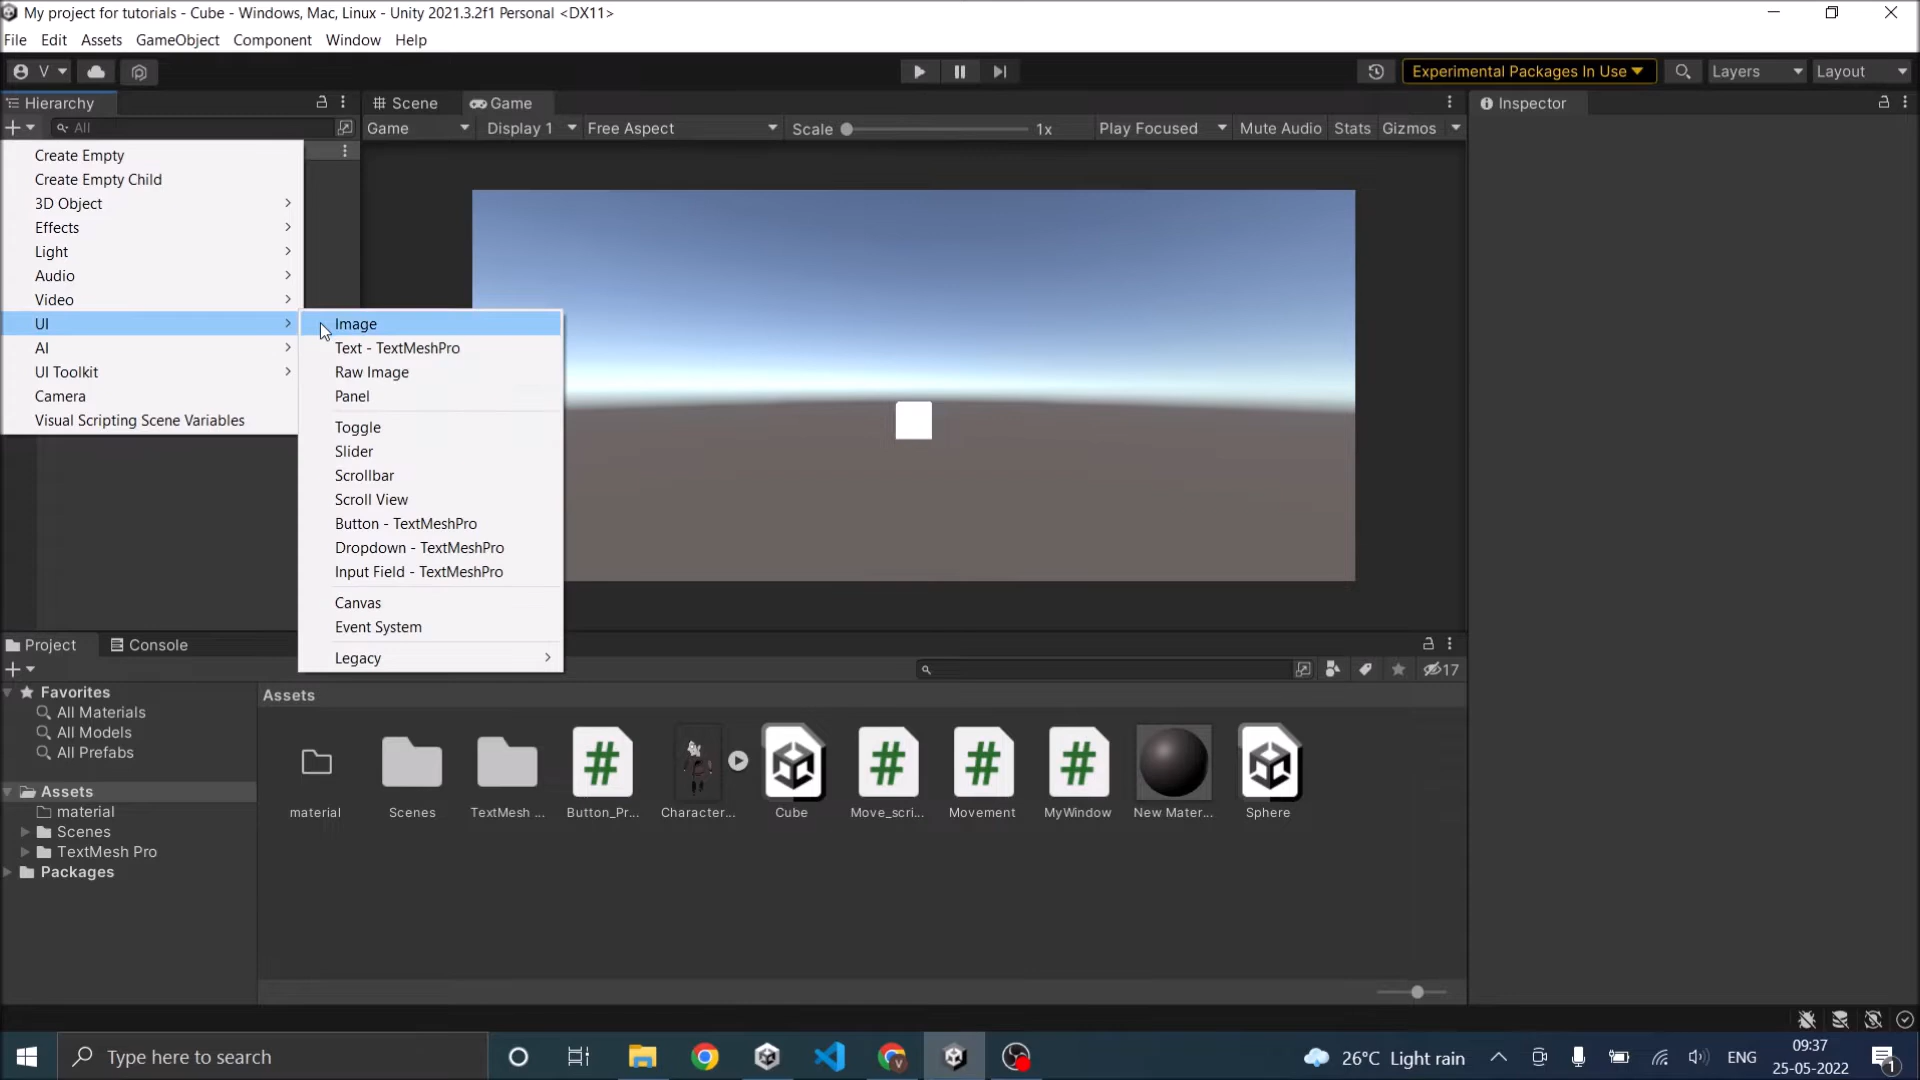 My project for tutorials - Cube - Windows, Mac, Linux - Unity 2021.3.2f1 Personal <DX11>
File Edit Assets GameObject Component Window Help
V
Experimental Packages In Use
Layers
Layout
Hierarchy
Scene
Game
Inspector
All
Game
Display 1
Free Aspect
Scale
1x
Play Focused
Mute Audio
Stats
Gizmos
Create Empty
Create Empty Child
3D Object
Effects
Light
Audio
Video
UI
AI
UI Toolkit
Camera
Visual Scripting Scene Variables
Image
Text - TextMeshPro
Raw Image
Panel
Toggle
Slider
Scrollbar
Scroll View
Button - TextMeshPro
Dropdown - TextMeshPro
Input Field - TextMeshPro
Canvas
Event System
Legacy
Project
Console
17
Favorites
All Materials
All Models
All Prefabs
Assets
material
Scenes
TextMesh Pro
Packages
Assets
material
Scenes
TextMesh ...
Button_Pr...
Character...
Cube
Move_scri...
Movement
MyWindow
New Mater...
Sphere
Type here to search
26°C Light rain
ENG
09:37
25-05-2022
1